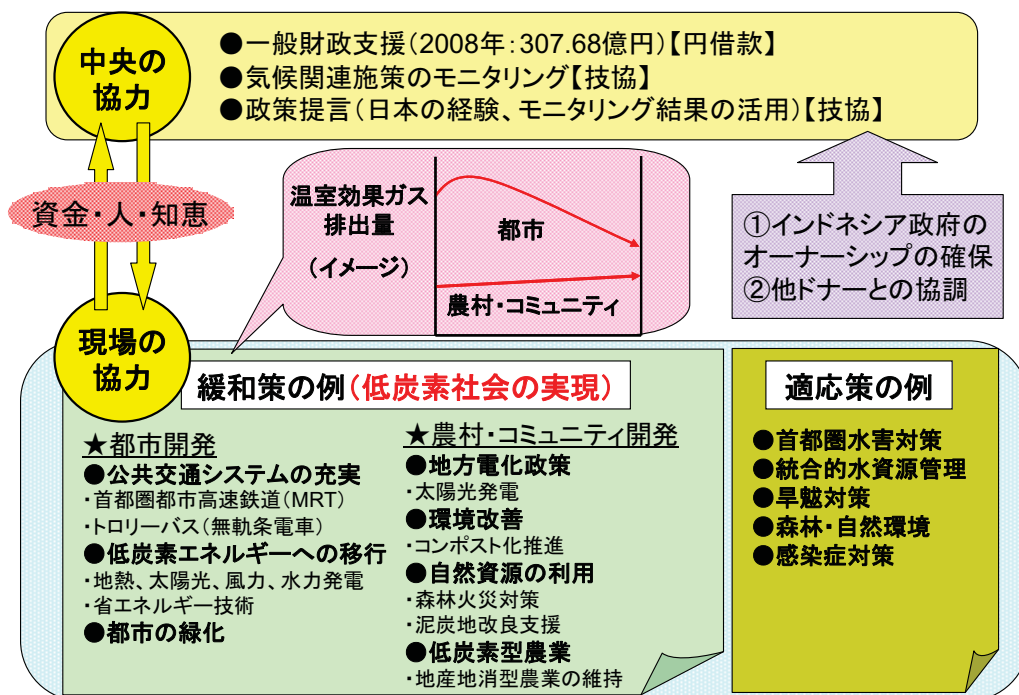 中央の
協力
●一般財政支援(2008年:307.68億円)【円借款】
●気候関連施策のモニタリング【技協】
●政策提言(日本の経験、モニタリング結果の活用)【技協】
資金・人・知恵
温室効果ガス
排出量
(イメージ)
都市
農村・コミュニティ
①インドネシア政府の
オーナーシップの確保
②他ドナーとの協調
現場の
協力
緩和策の例(低炭素社会の実現)
★都市開発
●公共交通システムの充実
・首都圏都市高速鉄道(MRT)
・トロリーバス(無軌条電車)
●低炭素エネルギーへの移行
・地熱、太陽光、風力、水力発電
・省エネルギー技術
●都市の緑化
★農村・コミュニティ開発
●地方電化政策
・太陽光発電
●環境改善
・コンポスト化推進
●自然資源の利用
・森林火災対策
・泥炭地改良支援
●低炭素型農業
・地産地消型農業の維持
適応策の例
●首都圏水害対策
●統合的水資源管理
●旱魃対策
●森林・自然環境
●感染症対策